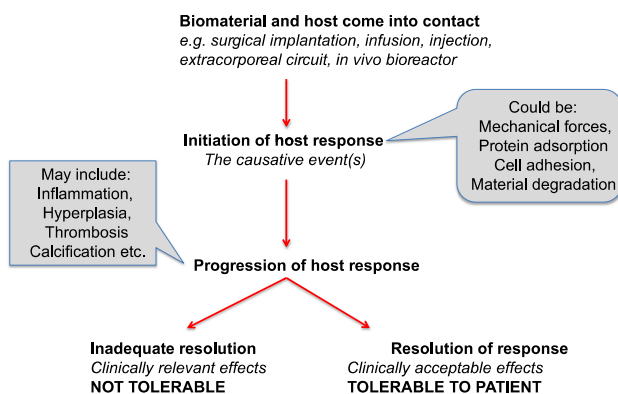 Biomaterial and host come into contact
e.g. surgical implantation, infusion, injection,
extracorporeal circuit, in vivo bioreactor
Could be:
Mechanical forces,
Protein adsorption
Cell adhesion,
Material degradation
Initiation of host response
The causative event(s)
May include:
Inflammation,
Hyperplasia,
Thrombosis
Calcification etc.
Progression of host response
Inadequate resolution
Clinically relevant effects
NOT TOLERABLE
Resolution of response
Clinically acceptable effects
TOLERABLE TO PATIENT